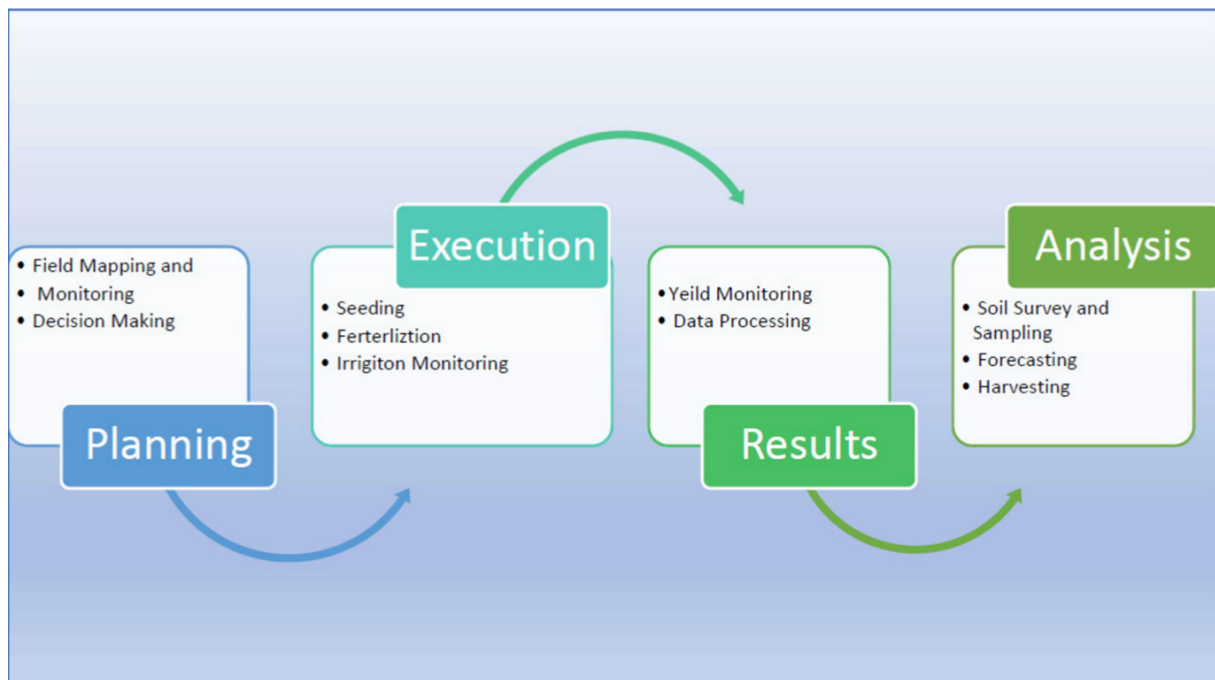 • Field Mapping and
• Monitoring
• Decision Making
Planning
Execution
• Seeding
• Ferterliztion
• Irrigiton Monitoring
•Yeild Monitoring
• Data Processing
Results
Analysis
• Soil Survey and
Sampling
• Forecasting
• Harvesting